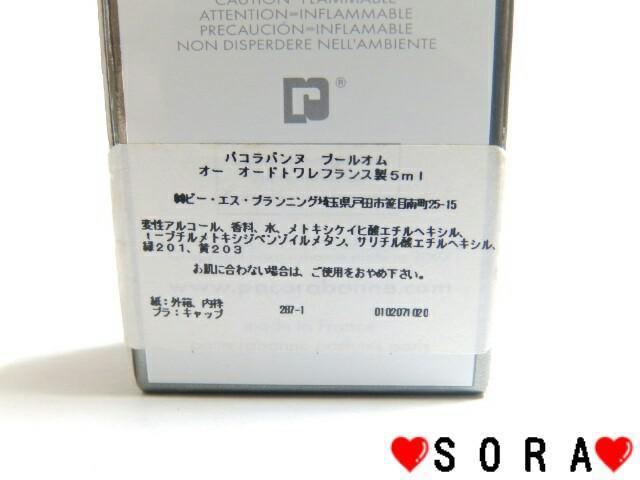 CAUTION=FLAMMABLE
ATTENTION=INFLAMMABLE
PRECAUCIÓN=INFLAMABLE
NON DISPERDERE NELL'AMBIENTE
®
パコラバンヌ プールオム
オー オードトワレフランス製5ml
㈱ビー・エス・プランニング埼玉県戸田市笹目南町25-15
変性アルコール、香料、水、メトキシケイヒ酸エチルヘキシル、
t-ブチルメトキシジベンゾイルメタン、サリチル酸エチルヘキシル、
緑201、黄203
お肌に合わない場合は、ご使用をおやめ下さい。
www.pacorabanne.com
紙:外箱、内枠
プラ:キャップ 287-1 0102071020
made in France
paco rabanne parfums paris
❤SORA❤